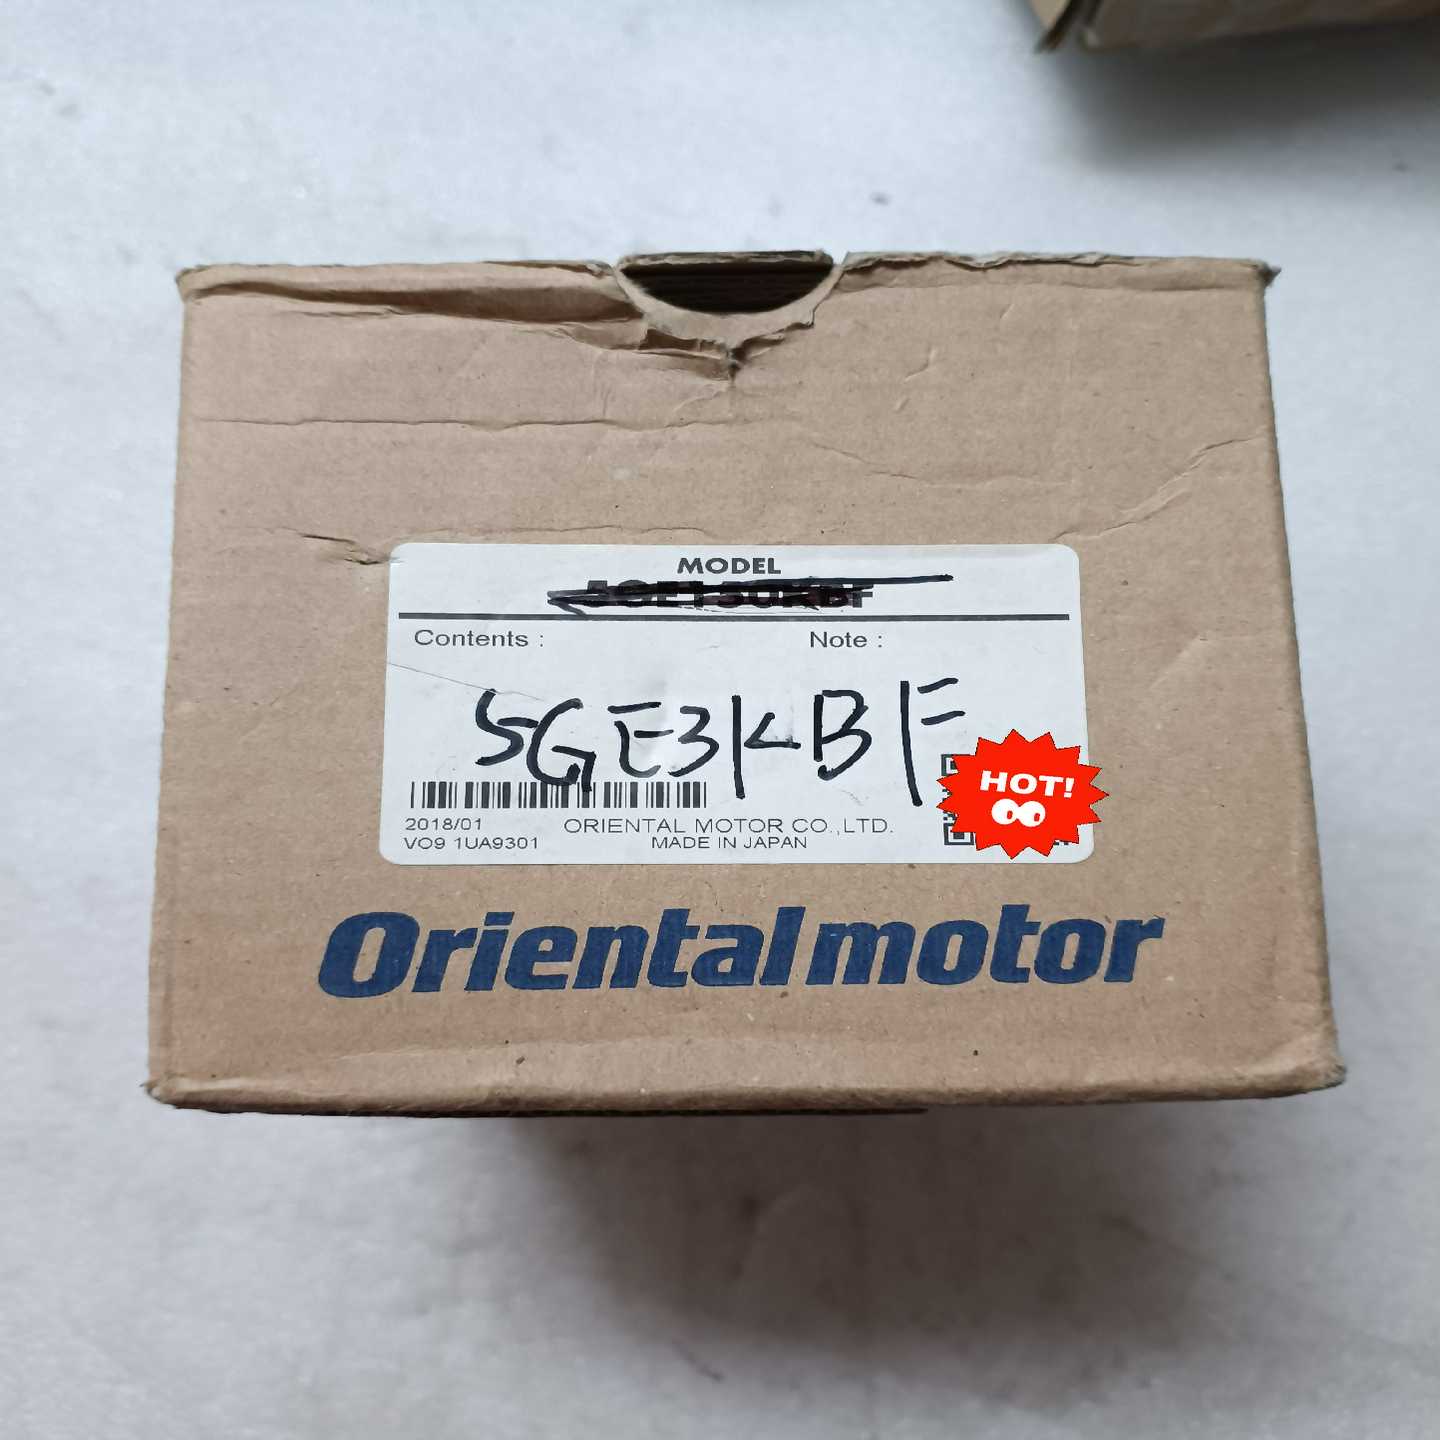 MODEL
Contents :
Note :
5GE3KBF
HOT!
2018/01
ORIENTAL MOTOR CO.,LTD.
VO9 1UA9301
MADE IN JAPAN
Orientalmotor